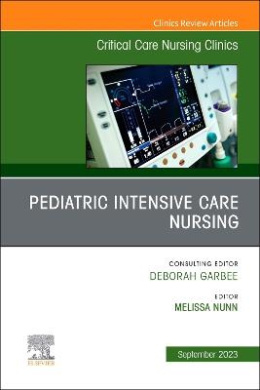 Clinics Review Articles
Critical Care Nursing Clinics
PEDIATRIC INTENSIVE CARE
NURSING
CONSULTING EDITOR
DEBORAH GARBEE
EDITOR
MELISSA NUNN
ELSEVIER
September 2023